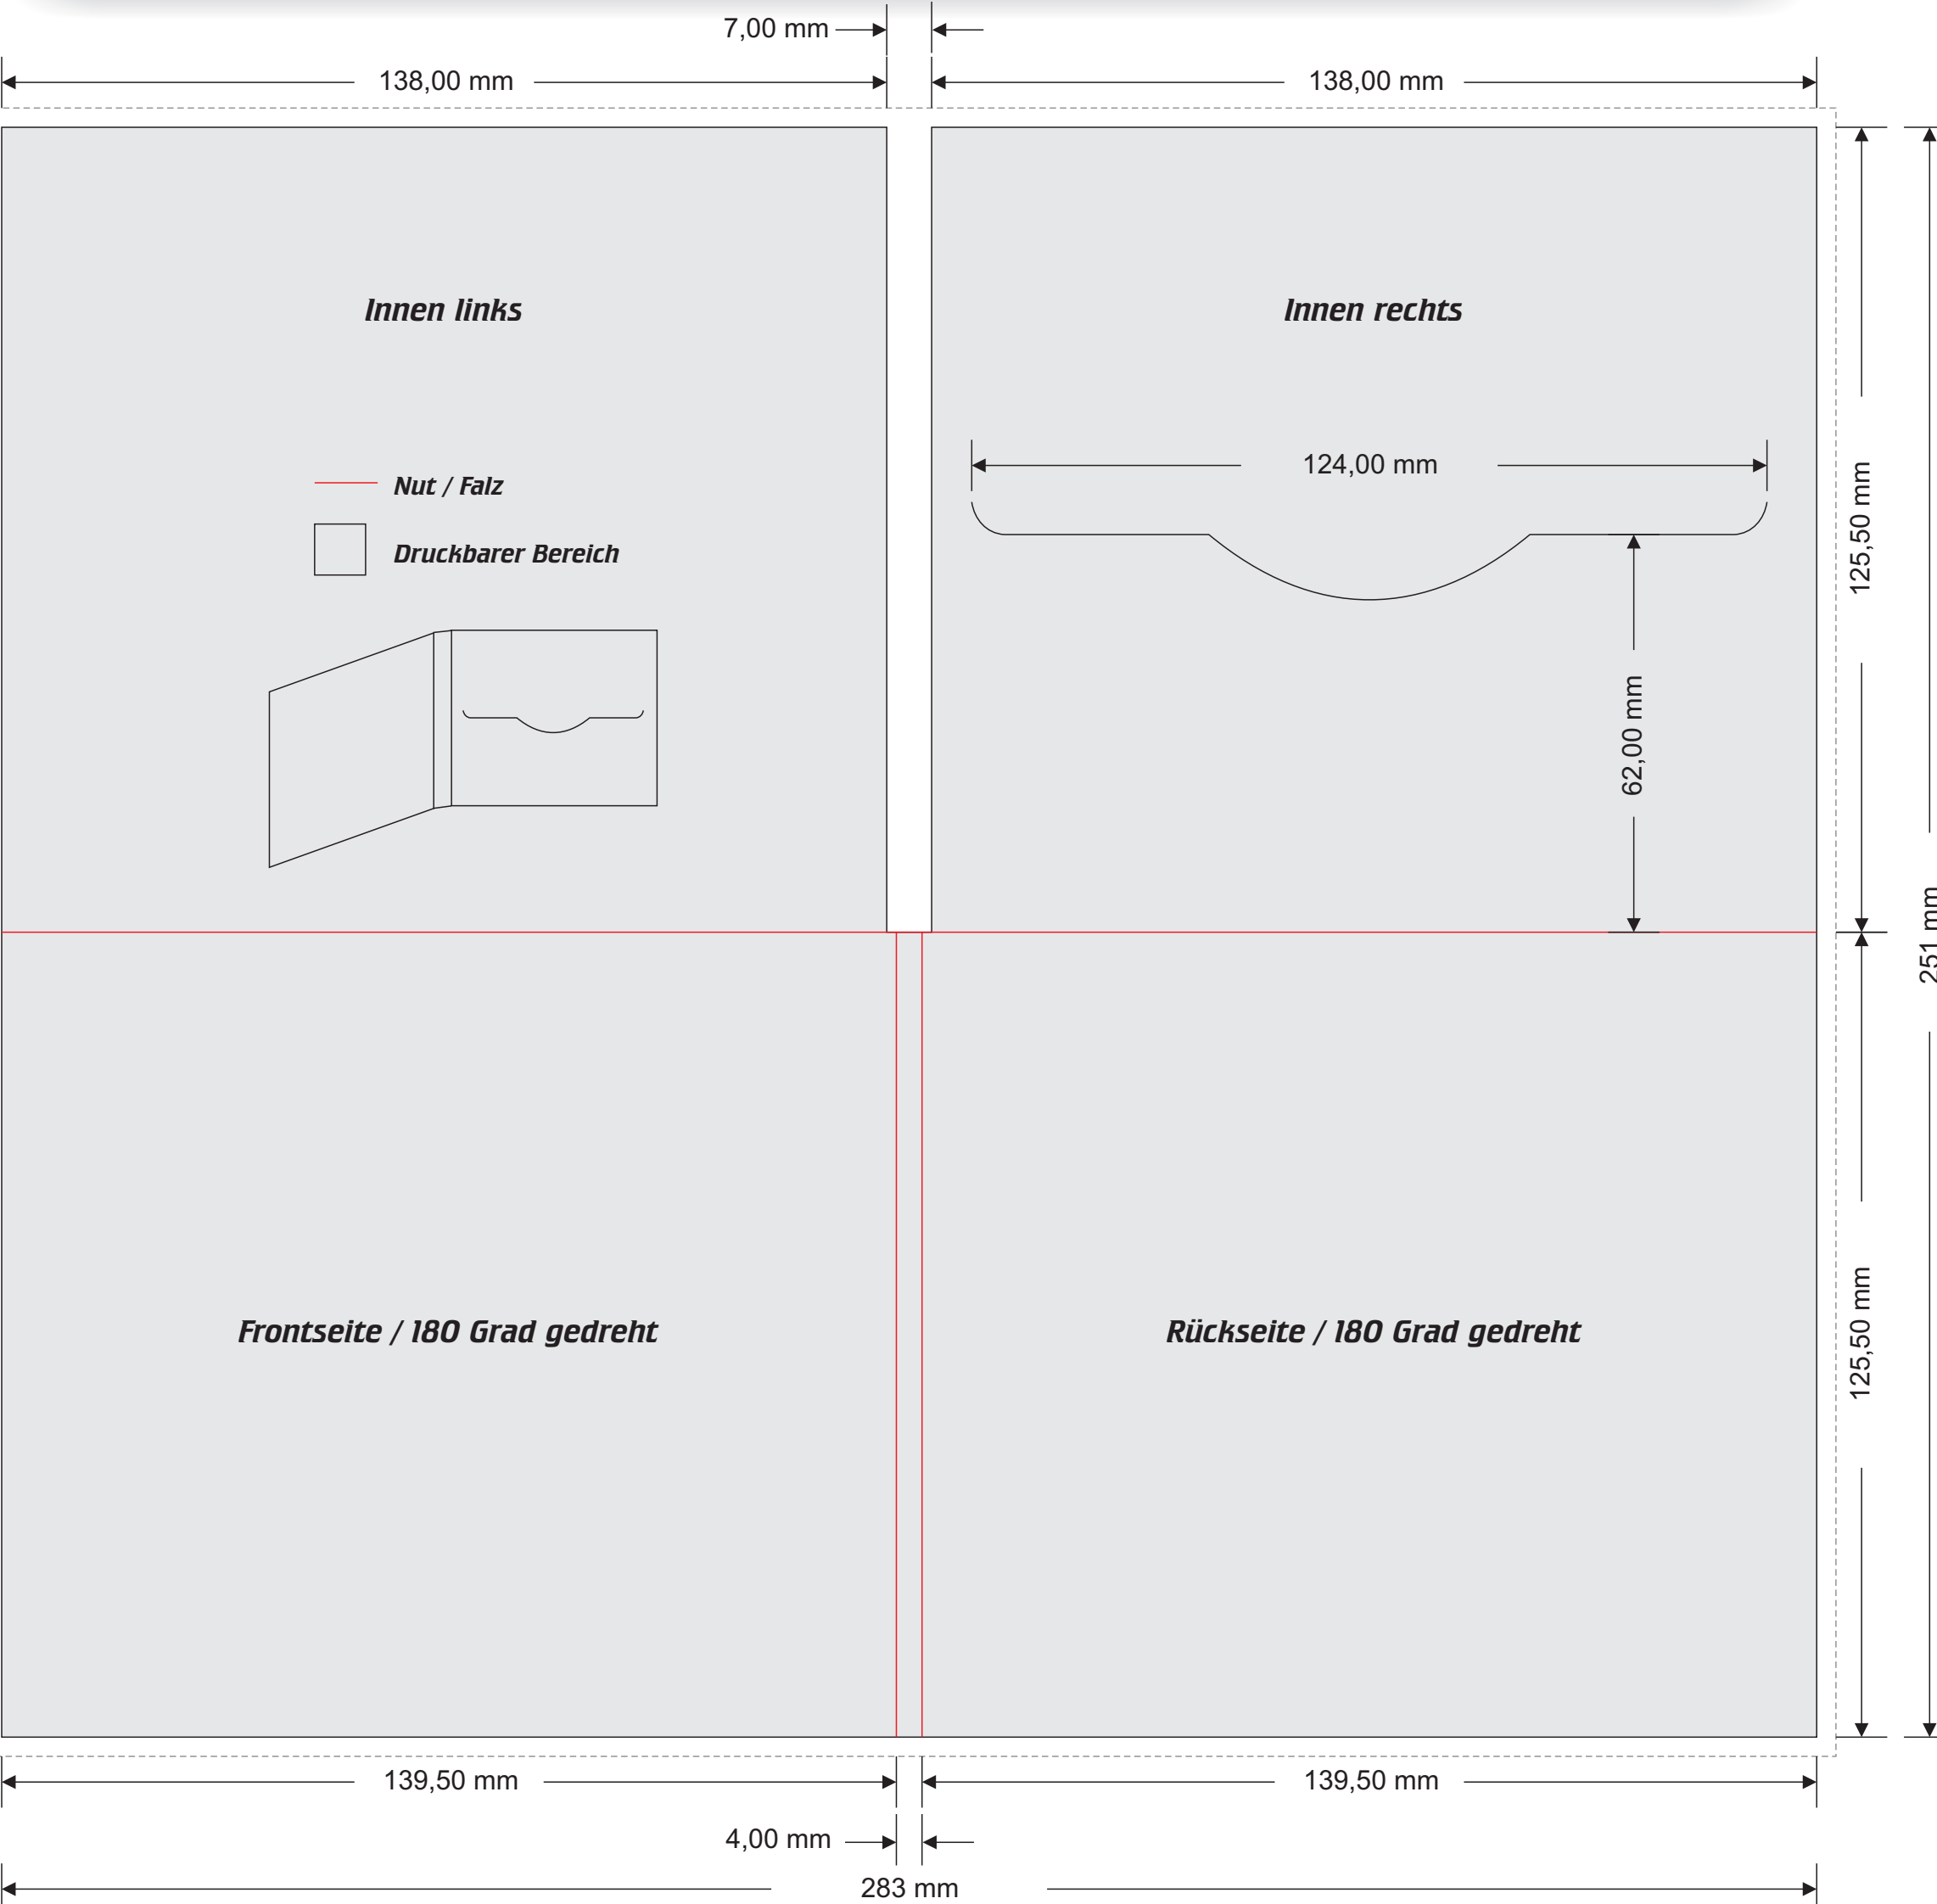 7,00 mm
138,00 mm
138,00 mm
Innen links
Innen rechts
124,00 mm
Nut / Falz
Druckbarer Bereich
125,50 mm
62,00 mm
251 mm
Frontseite / 180 Grad gedreht
Rückseite / 180 Grad gedreht
125,50 mm
139,50 mm
139,50 mm
4,00 mm
283 mm